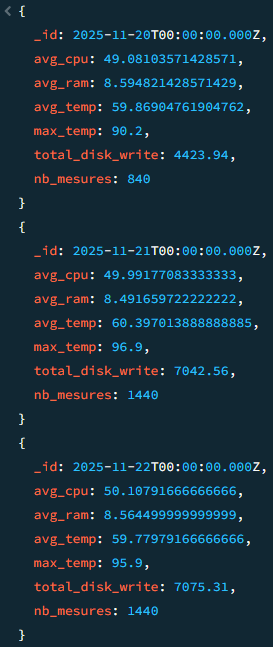 {
_id: 2025-11-20T00:00:00.000Z,
avg_cpu: 49.08103571428571,
avg_ram: 8.594821428571429,
avg_temp: 59.86904761904762,
max_temp: 90.2,
total_disk_write: 4423.94,
nb_mesures: 840
}
{
_id: 2025-11-21T00:00:00.000Z,
avg_cpu: 49.99177083333333,
avg_ram: 8.491659722222222,
avg_temp: 60.397013888888885,
max_temp: 96.9,
total_disk_write: 7042.56,
nb_mesures: 1440
}
{
_id: 2025-11-22T00:00:00.000Z,
avg_cpu: 50.10791666666666,
avg_ram: 8.564499999999999,
avg_temp: 59.77979166666666,
max_temp: 95.9,
total_disk_write: 7075.31,
nb_mesures: 1440
}